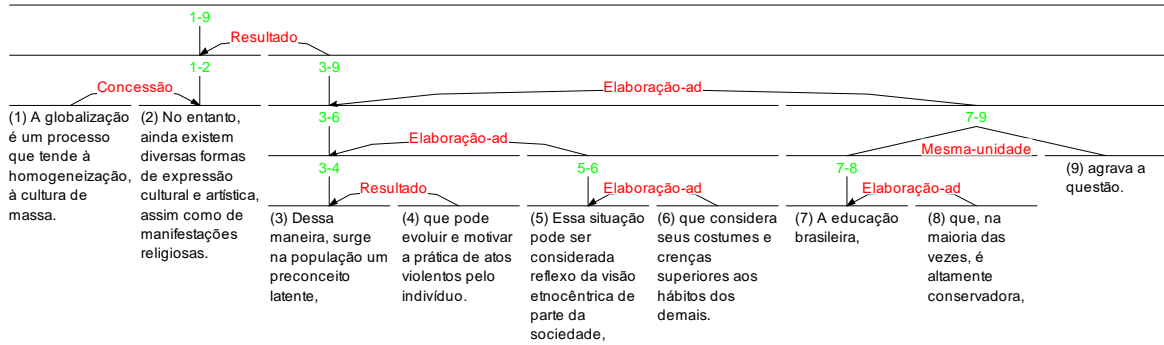 1-9
Resultado
1-2
3-9
Concessão
Elaboração-ad
(1) A globalização
é um processo
que tende à
homogeneização,
à cultura de
massa.
(2) No entanto,
ainda existem
diversas formas
de expressão
cultural e artística,
assim como de
manifestações
religiosas.
3-6
7-9
Elaboração-ad
Mesma-unidade
3-4
5-6
7-8
(9) agrava a
questão.
Resultado
Elaboração-ad
Elaboração-ad
(3) Dessa
maneira, surge
na população um
preconceito
latente,
(4) que pode
evoluir e motivar
a prática de atos
violentos pelo
indivíduo.
(5) Essa situação
pode ser
considerada
reflexo da visão
etnocêntrica de
parte da
sociedade,
(6) que considera
seus costumes e
crenças
superiores aos
hábitos dos
demais.
(7) A educação
brasileira,
(8) que, na
maioria das
vezes, é
altamente
conservadora,